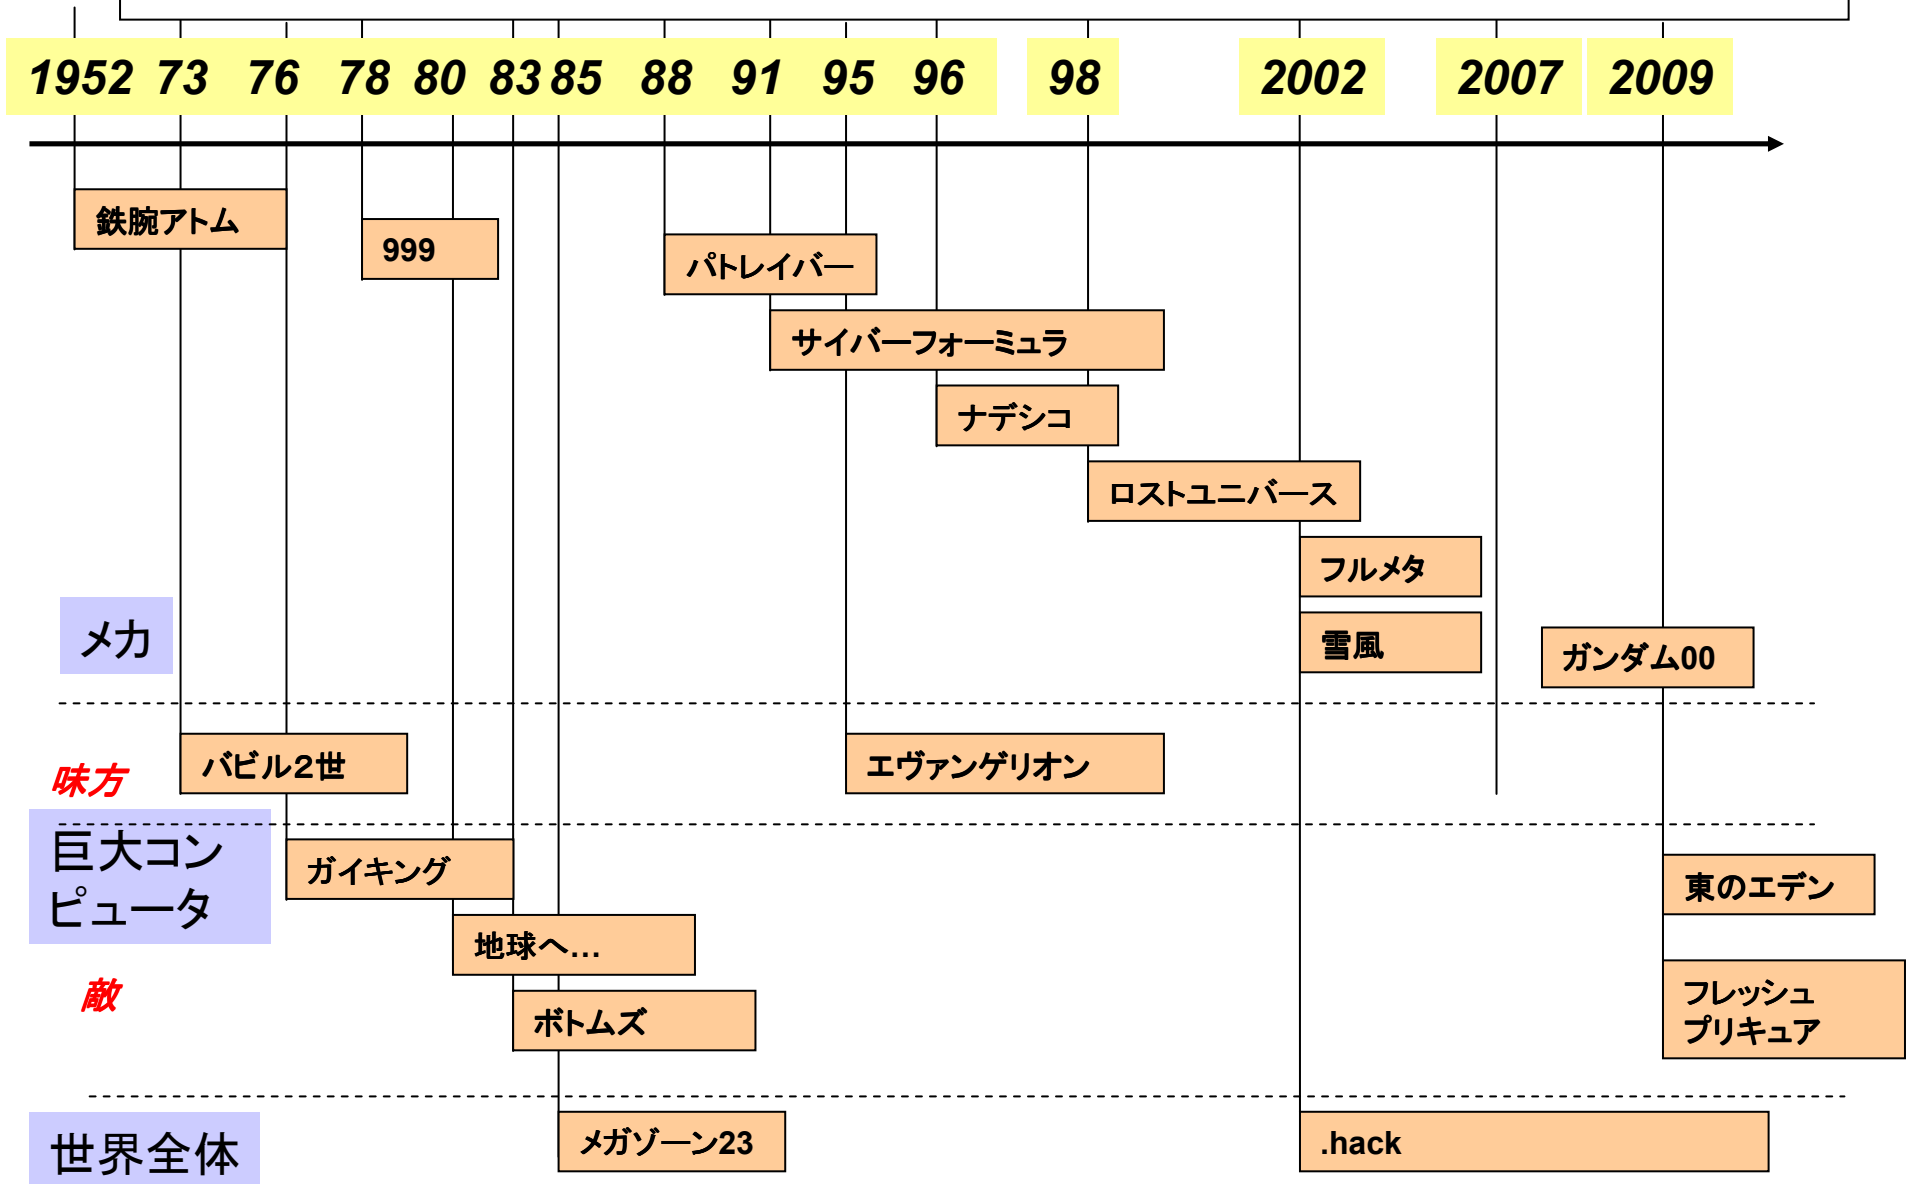 1952 73 76 78 80 83 85 88 91 95 96 98 2002 2007 2009
鉄腕アトム
999
パトレイバー
サイバーフォーミュラ
ナデシコ
ロストユニバース
フルメタ
メカ
雪風
ガンダム00
味方
バビル2世
エヴァンゲリオン
巨大コン
ピュータ
ガイキング
東のエデン
地球へ…
敵
ボトムズ
フレッシュ
プリキュア
世界全体
メガゾーン23
.hack